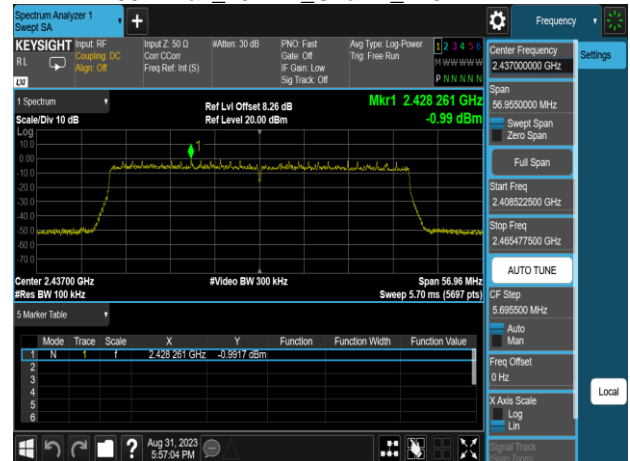 Spectrum Analyzer 1
Swept SA
Frequency
KEYSIGHT
RL
LXI
Input: RF
Coupling: DC
Align: Off
Input Z: 50 Ω
Corr CCorr
Freq Ref: Int (S)
#Atten: 30 dB
PNO: Fast
Gate: Off
IF Gain: Low
Sig Track: Off
Avg Type: Log-Power
Trig: Free Run
1 2 3 4 5 6
M W W W W W
P N N N N N
Center Frequency
2.437000000 GHz
Settings
Span
56.9550000 MHz
Swept Span
Zero Span
Full Span
Start Freq
2.408522500 GHz
Stop Freq
2.465477500 GHz
AUTO TUNE
CF Step
5.695500 MHz
Auto
Man
Freq Offset
0 Hz
X Axis Scale
Log
Lin
Local
Signal Track
(Span Zoom)
1 Spectrum
Scale/Div 10 dB
Ref Lvl Offset 8.26 dB
Ref Level 20.00 dBm
Mkr1 2.428 261 GHz
-0.99 dBm
Log
10.0
0.00
-10.0
-20.0
-30.0
-40.0
-50.0
-60.0
-70.0
1
Center 2.43700 GHz
#Res BW 100 kHz
#Video BW 300 kHz
Span 56.96 MHz
Sweep 5.70 ms (5697 pts)
5 Marker Table
Mode Trace Scale X Y Function Function Width Function Value
1 N 1 f 2.428 261 GHz -0.9917 dBm
2
3
4
5
6
?
Aug 31, 2023
5:57:04 PM